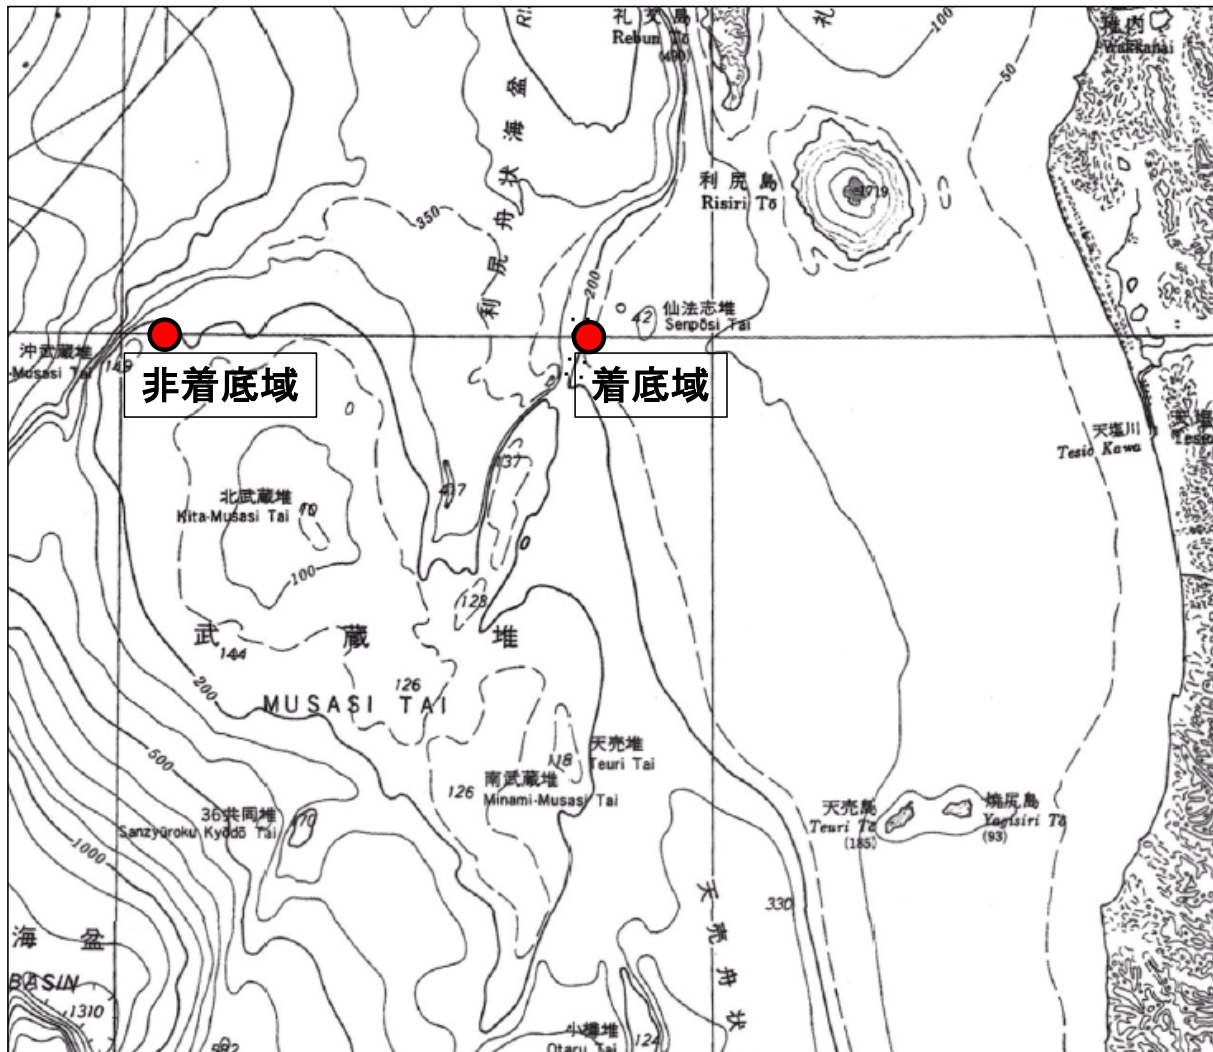 礼文島
Rebun Tō
(490)
礼
100
稚内
Wakkanai
50
利尻舟状海盆
350
利尻島
Risiri Tō
1719
200
仙法志堆
Senpōsi Tai
42
沖武蔵堆
-Musasi Tai
149
非着底域
着底域
天塩川
Tesio Kawa
天塩
Tesio
137
417
北武蔵堆
Kita-Musasi Tai
100
128
武蔵堆
144
MUSASI TAI
126
200
500
天売堆
Teuri Tai
118
南武蔵堆
Minami-Musasi Tai
126
36共同堆
Sanzyūroku Kyōdō Tai
170
天売島
Teuri Tō
(185)
焼尻島
Yagisiri Tō
(93)
1000
330
天売舟状
海盆
BASIN
1310
592
小樽堆
Otaru Tai
124